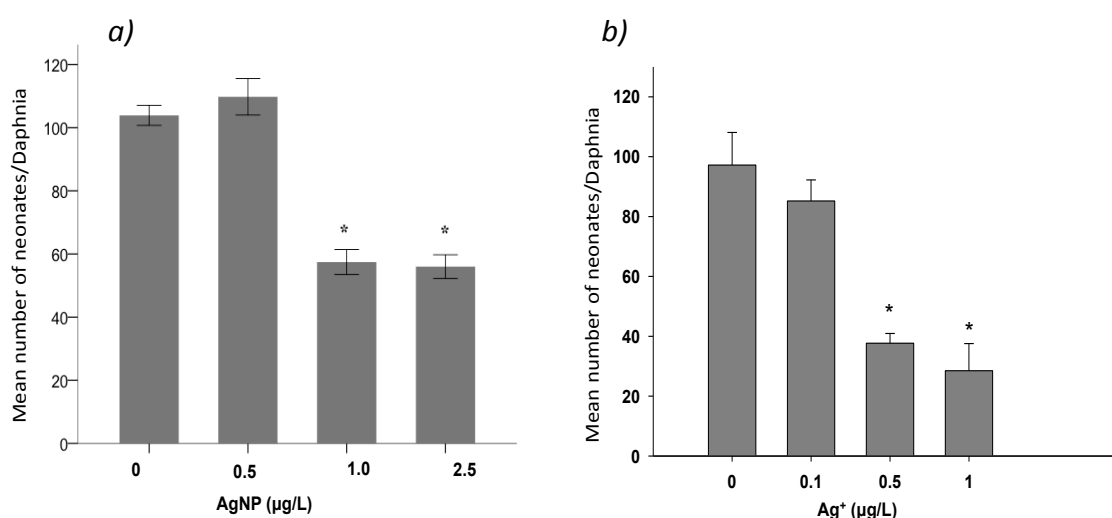 a)
Mean number of neonates/Daphnia
120
100
80
60
40
20
0
* *
0 0.5 1.0 2.5
AgNP (µg/L)
b)
Mean number of neonates/Daphnia
120
100
80
60
40
20
0
* *
0 0.1 0.5 1
Ag⁺ (µg/L)